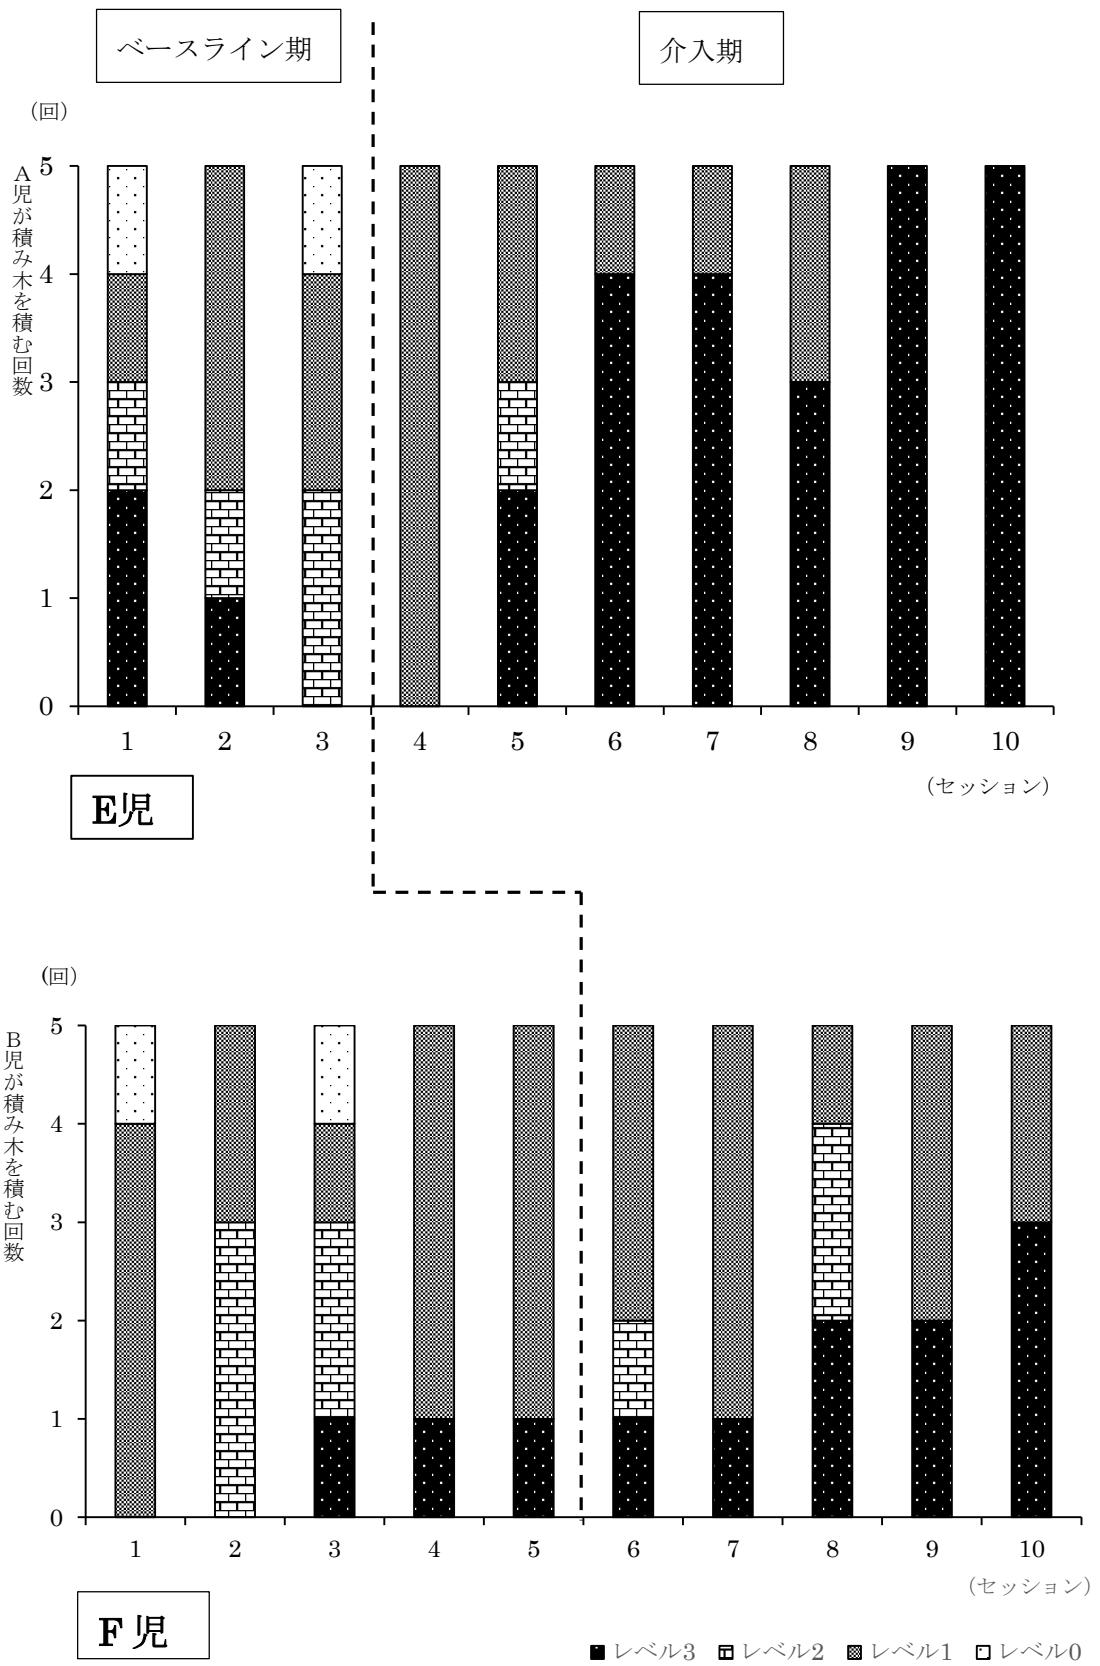 ベースライン期
介入期
(回)
A児が積み木を積む回数
5
4
3
2
1
0
1 2 3 4 5 6 7 8 9 10
(セッション)
E児
(回)
B児が積み木を積む回数
5
4
3
2
1
0
1 2 3 4 5 6 7 8 9 10
(セッション)
F児
レベル3 レベル2 レベル1 レベル0